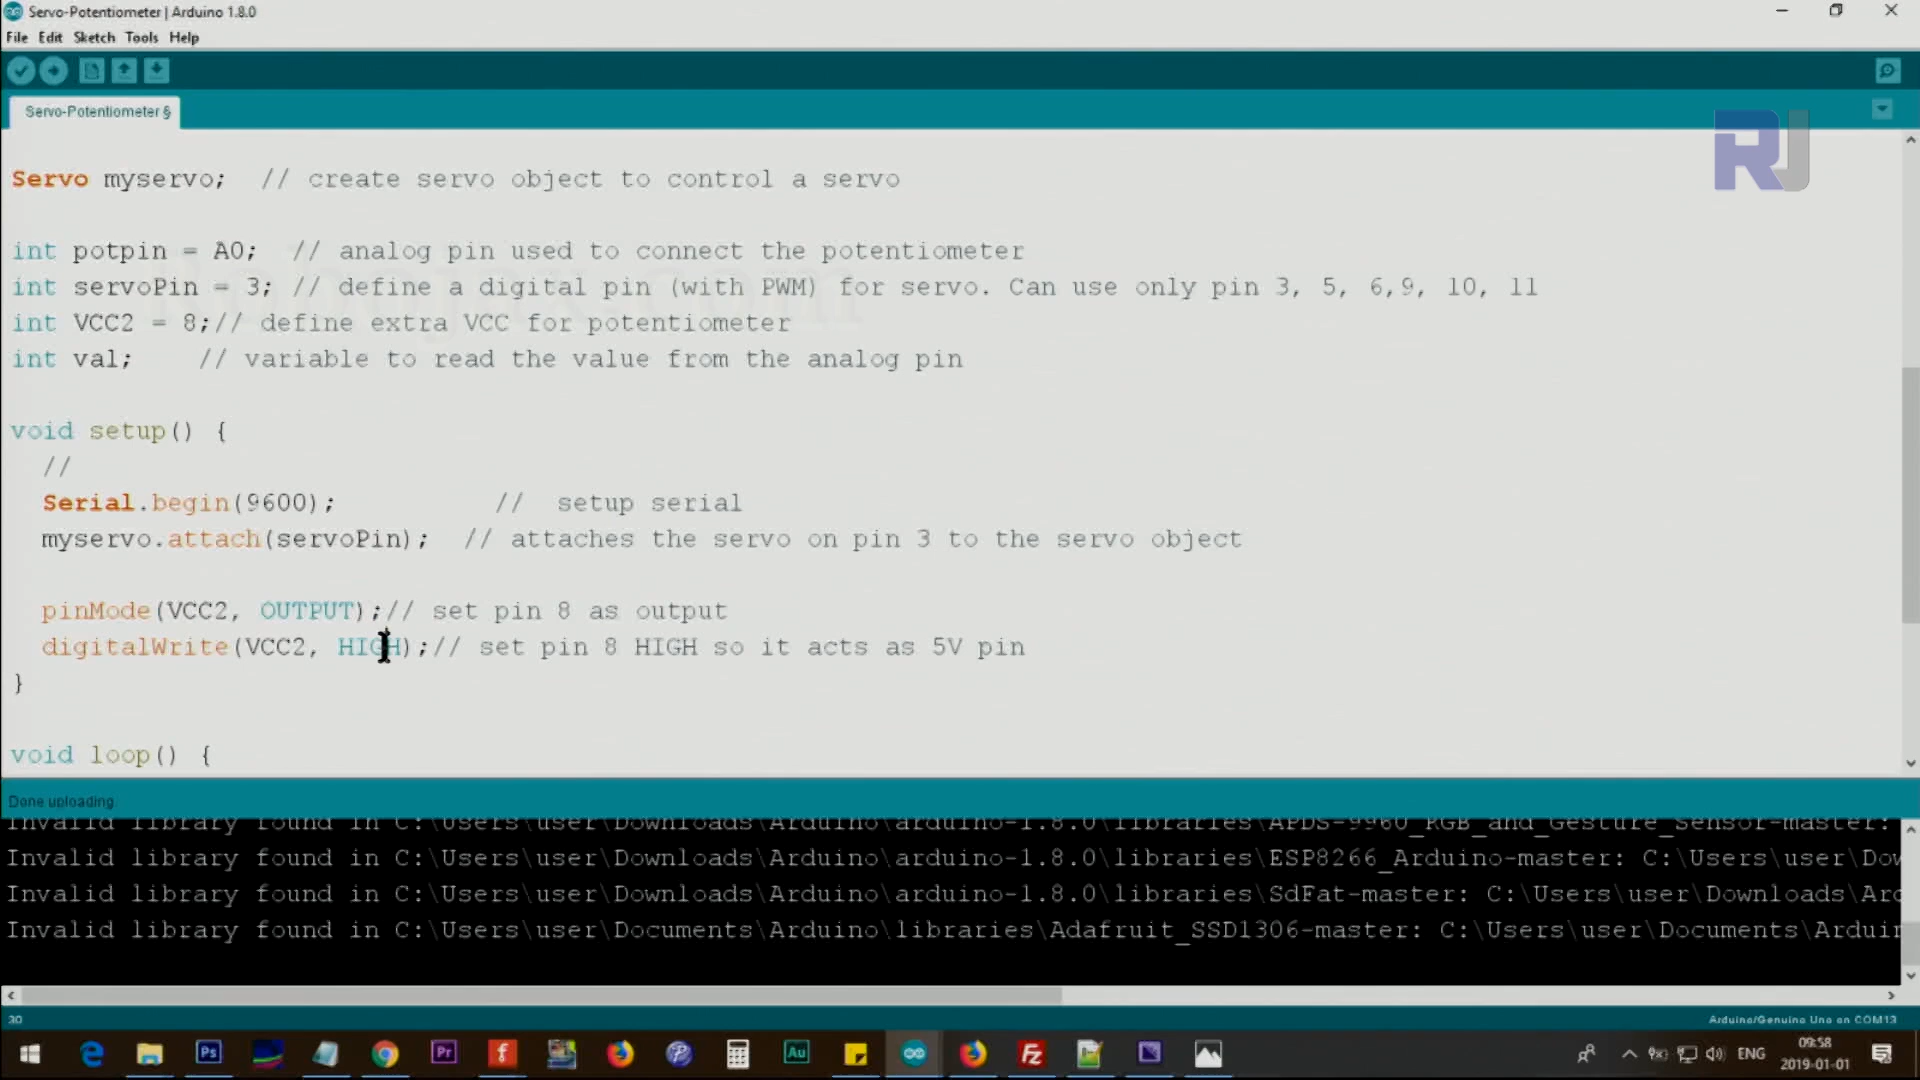 Servo-Potentiometer | Arduino 1.8.0
File Edit Sketch Tools Help
Servo-Potentiometer §
RJ
Servo myservo;  // create servo object to control a servo
int potpin = A0;  // analog pin used to connect the potentiometer
int servoPin = 3; // define a digital pin (with PWM) for servo. Can use only pin 3, 5, 6,9, 10, 11
int VCC2 = 8;// define extra VCC for potentiometer
int val;    // variable to read the value from the analog pin
void setup() {
//
Serial.begin(9600);          //  setup serial
myservo.attach(servoPin);  // attaches the servo on pin 3 to the servo object
pinMode(VCC2, OUTPUT);// set pin 8 as output
digitalWrite(VCC2, HIGH);// set pin 8 HIGH so it acts as 5V pin
}
void loop() {
Done uploading.
Invalid library found in C:\Users\user\Downloads\Arduino\arduino-1.8.0\libraries\APDS-9960_RGB_and_Gesture_Sensor-master:
Invalid library found in C:\Users\user\Downloads\Arduino\arduino-1.8.0\libraries\ESP8266_Arduino-master: C:\Users\user\Dow
Invalid library found in C:\Users\user\Downloads\Arduino\arduino-1.8.0\libraries\SdFat-master: C:\Users\user\Downloads\Ard
Invalid library found in C:\Users\user\Documents\Arduino\libraries\Adafruit_SSD1306-master: C:\Users\user\Documents\Arduin
30
Arduino/Genuino Uno on COM13
Ps
Pr
f
Au
Fz
ENG
09:58
2019-01-01